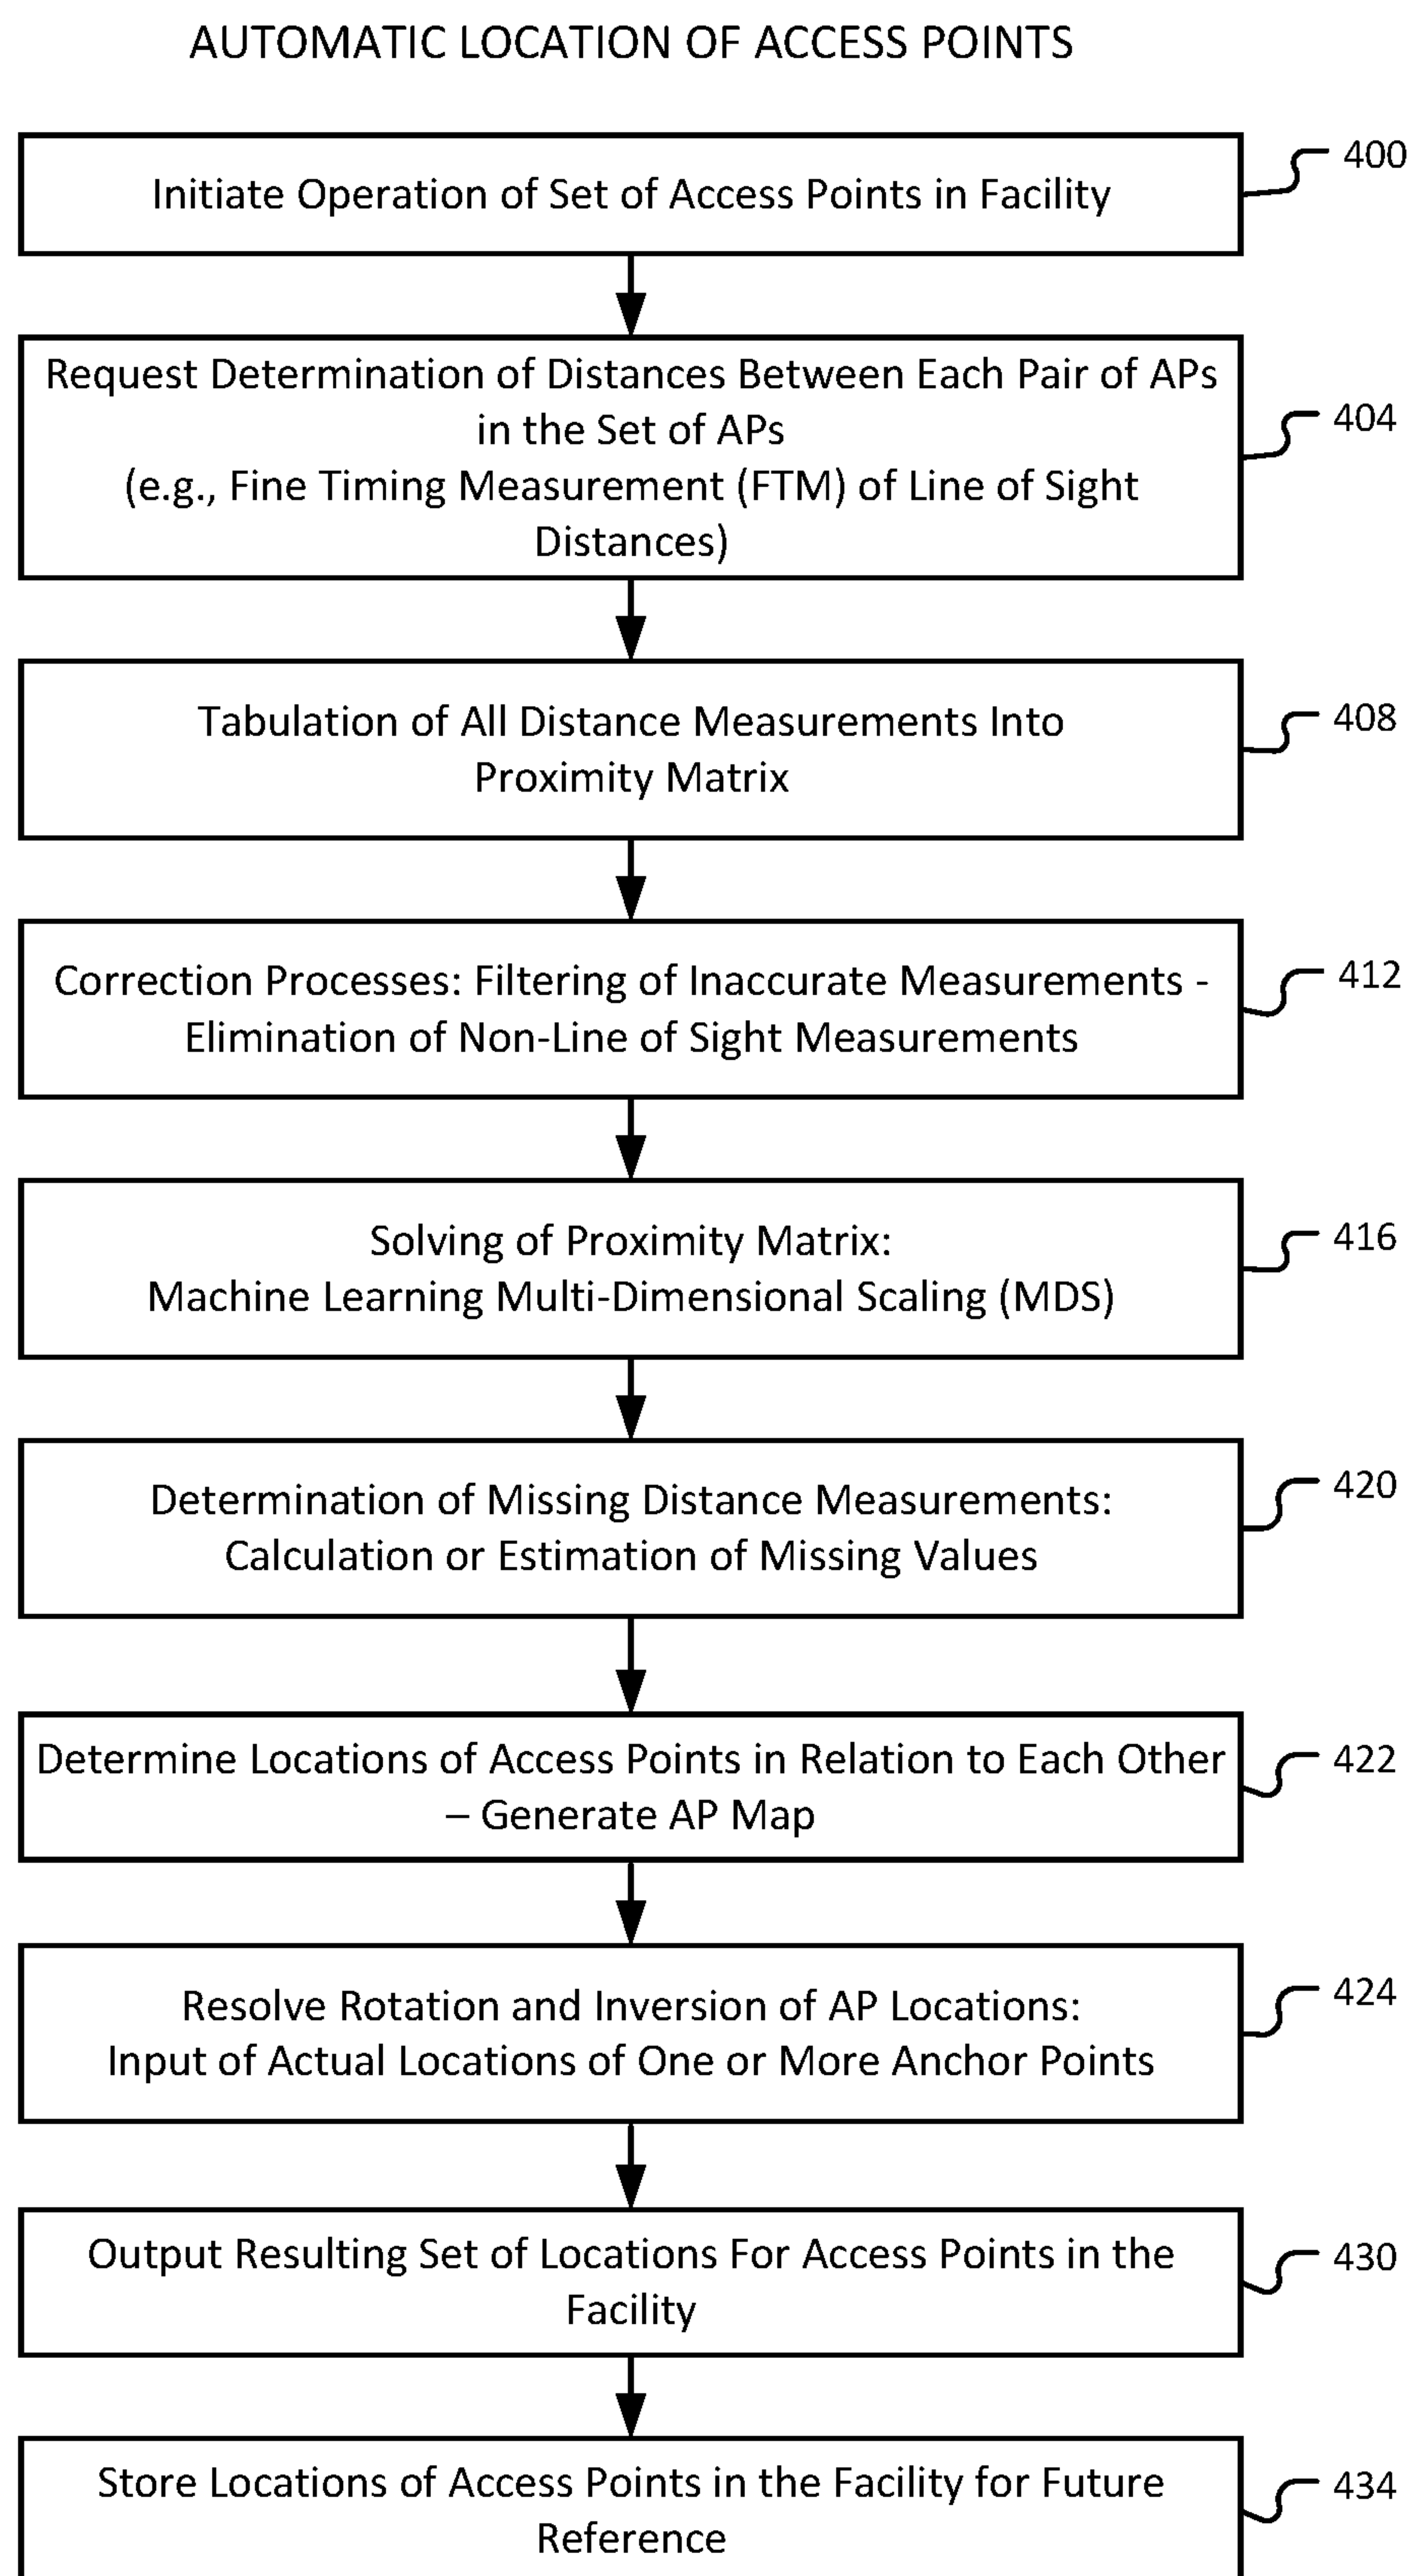 AUTOMATIC LOCATION OF ACCESS POINTS
Initiate Operation of Set of Access Points in Facility
400
Request Determination of Distances Between Each Pair of APs
in the Set of APs
(e.g., Fine Timing Measurement (FTM) of Line of Sight
Distances)
404
Tabulation of All Distance Measurements Into
Proximity Matrix
408
Correction Processes: Filtering of Inaccurate Measurements -
Elimination of Non-Line of Sight Measurements
412
Solving of Proximity Matrix:
Machine Learning Multi-Dimensional Scaling (MDS)
416
Determination of Missing Distance Measurements:
Calculation or Estimation of Missing Values
420
Determine Locations of Access Points in Relation to Each Other
– Generate AP Map
422
Resolve Rotation and Inversion of AP Locations:
Input of Actual Locations of One or More Anchor Points
424
Output Resulting Set of Locations For Access Points in the
Facility
430
Store Locations of Access Points in the Facility for Future
Reference
434